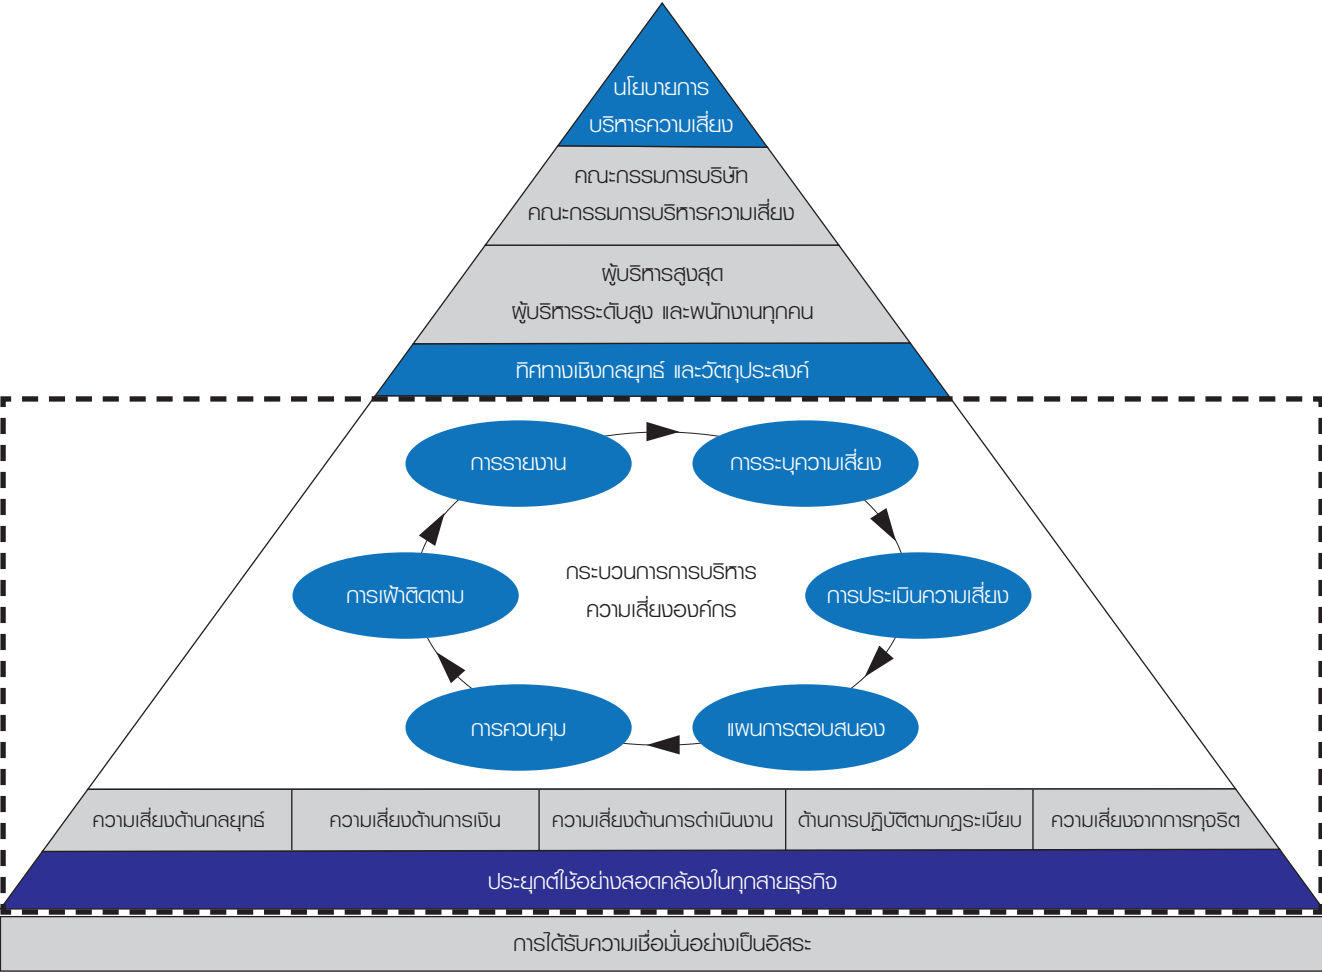 นโยบายการ
บริหารความเสี่ยง
คณะกรรมการบริษัท
คณะกรรมการบริหารความเสี่ยง
ผู้บริหารสูงสุด
ผู้บริหารระดับสูง และพนักงานทุกคน
ทิศทางเชิงกลยุทธ์ และวัตถุประสงค์
การรายงาน
การระบุความเสี่ยง
การเฝ้าติดตาม
กระบวนการการบริหาร
ความเสี่ยงองค์กร
การประเมินความเสี่ยง
การควบคุม
แผนการตอบสนอง
ความเสี่ยงด้านกลยุทธ์
ความเสี่ยงด้านการเงิน
ความเสี่ยงด้านการดำเนินงาน
ด้านการปฏิบัติตามกฎระเบียบ
ความเสี่ยงจากการทุจริต
ประยุกต์ใช้อย่างสอดคล้องในทุกสายธุรกิจ
การได้รับความเชื่อมั่นอย่างเป็นอิสระ